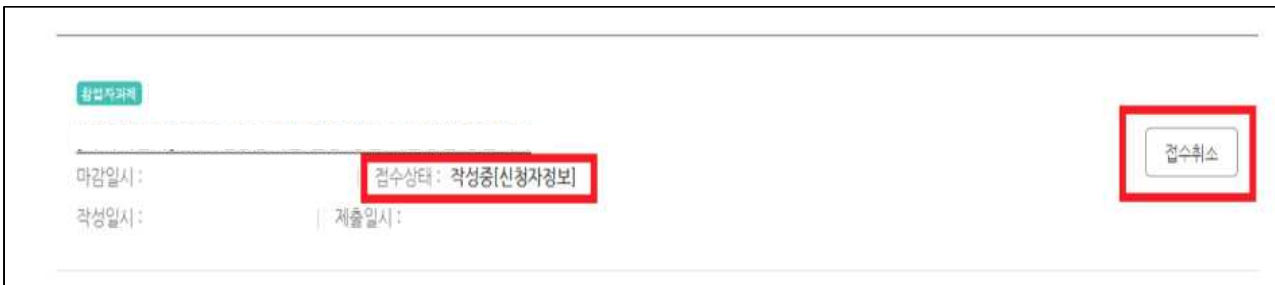 창업자과제
접수취소
마감일시 : 접수상태 : 작성중[신청자정보]
작성일시 : 제출일시 :